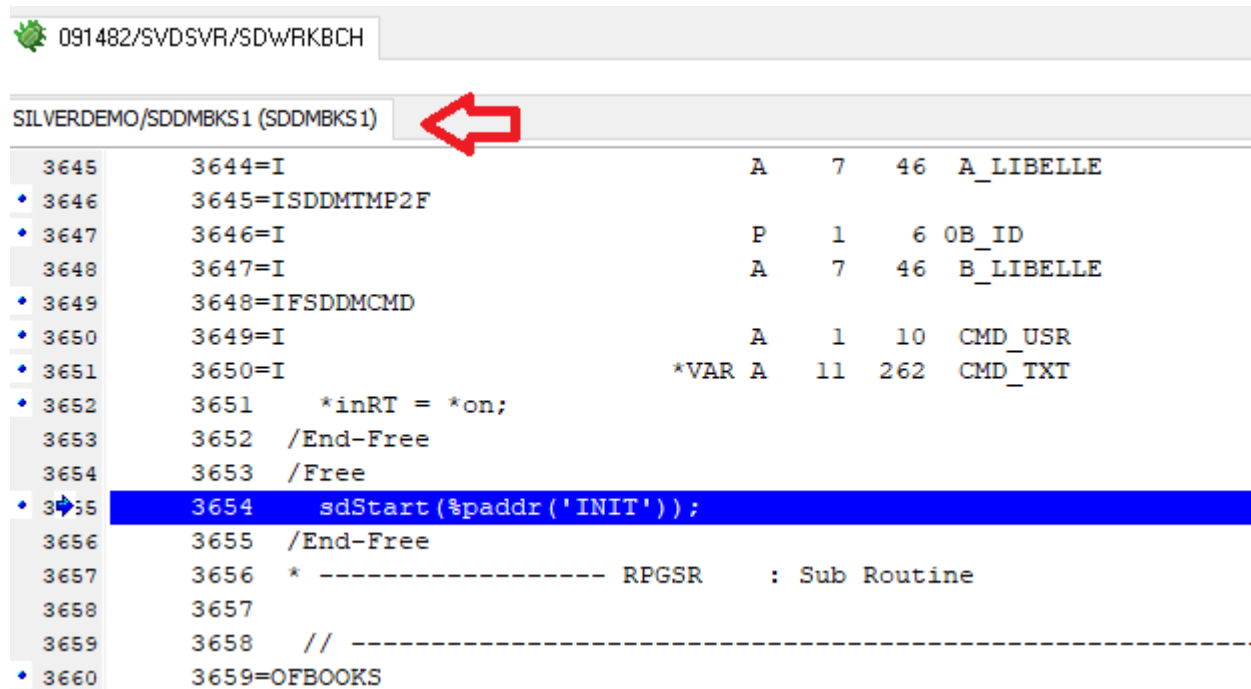 091482/SVDSVR/SDWRKBCH
SILVERDEMO/SDDMBKS1 (SDDMBKS1)
3645 3644=I A 7 46 A_LIBELLE
3646 3645=ISDDMTMP2F
3647 3646=I P 1 6 0B_ID
3648 3647=I A 7 46 B_LIBELLE
3649 3648=IFSDDMCMD
3650 3649=I A 1 10 CMD_USR
3651 3650=I *VAR A 11 262 CMD_TXT
3652 3651 *inRT = *on;
3653 3652 /End-Free
3654 3653 /Free
3654 sdStart(%paddr('INIT'));
3656 3655 /End-Free
3657 3656 * ------------------ RPGSR : Sub Routine
3658 3657
3659 3658 // ---------------------------------------------------------
3660 3659=OFBOOKS